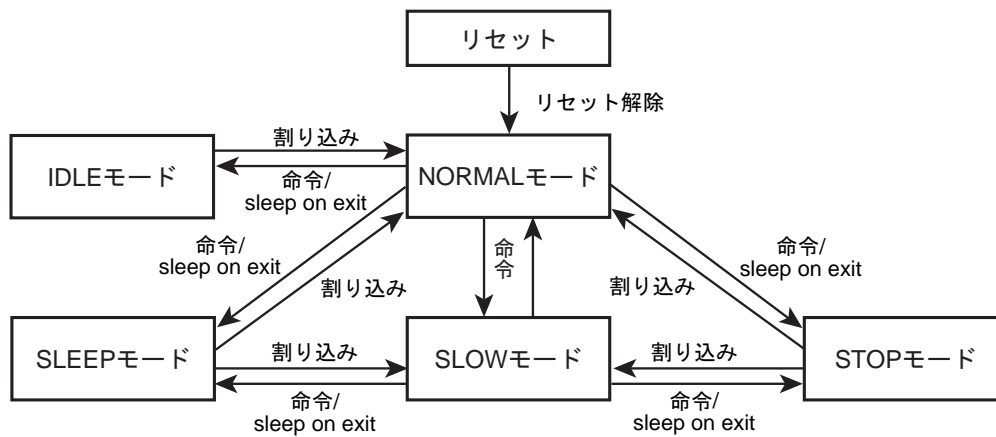 リセット
リセット解除
割り込み
IDLEモード
NORMALモード
命令/
sleep on exit
命令/
sleep on exit
命令
命令/
sleep on exit
割り込み
割り込み
SLEEPモード
割り込み
SLOWモード
割り込み
STOPモード
命令/
sleep on exit
命令/
sleep on exit